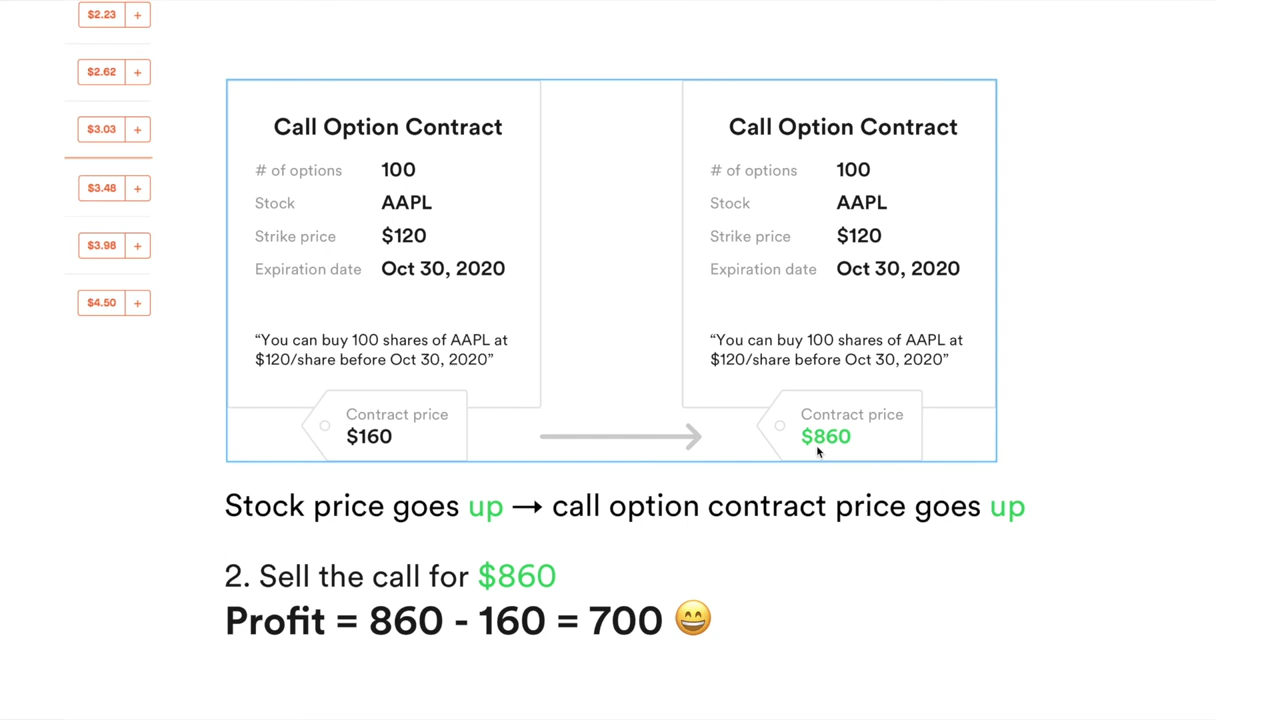 $2.23 +
$2.62 +
$3.03 +
$3.48 +
$3.98 +
$4.50 +
Call Option Contract
# of options 100
Stock AAPL
Strike price $120
Expiration date Oct 30, 2020
“You can buy 100 shares of AAPL at
$120/share before Oct 30, 2020”
Contract price
$160
Call Option Contract
# of options 100
Stock AAPL
Strike price $120
Expiration date Oct 30, 2020
“You can buy 100 shares of AAPL at
$120/share before Oct 30, 2020”
Contract price
$860
Stock price goes up → call option contract price goes up
2. Sell the call for $860
Profit = 860 - 160 = 700 😄